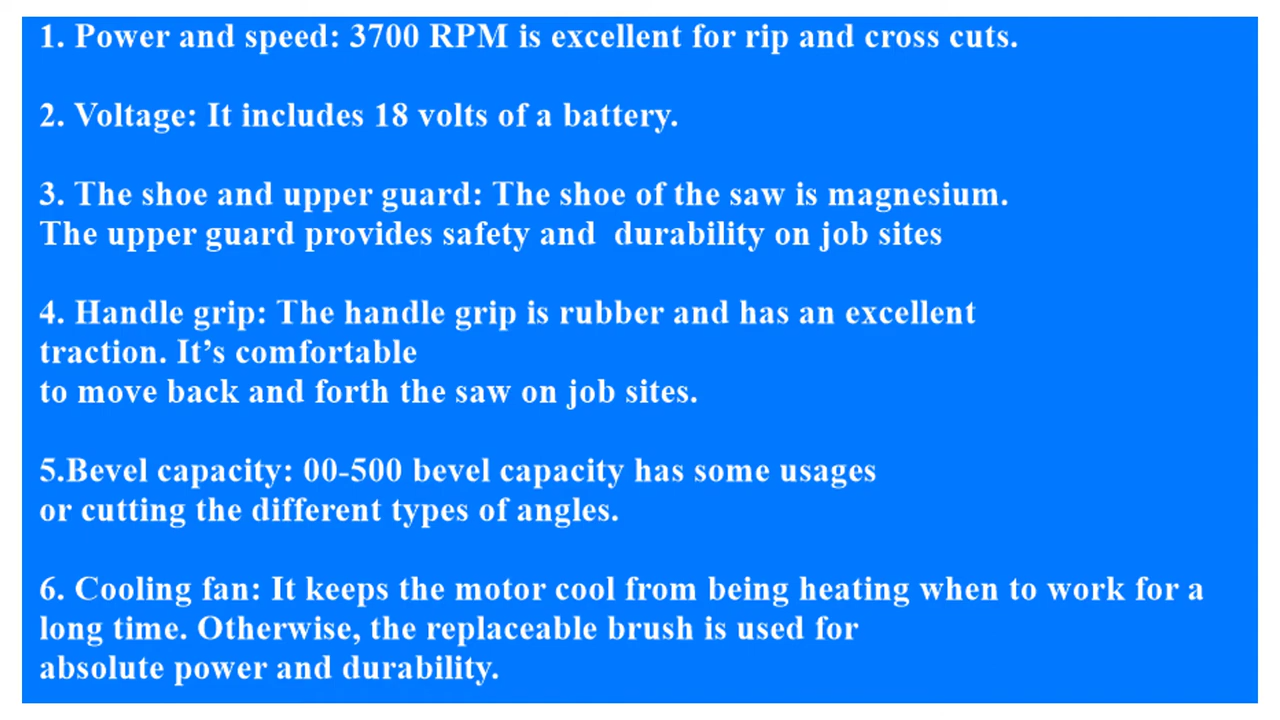 1. Power and speed: 3700 RPM is excellent for rip and cross cuts.
2. Voltage: It includes 18 volts of a battery.
3. The shoe and upper guard: The shoe of the saw is magnesium.
The upper guard provides safety and  durability on job sites
4. Handle grip: The handle grip is rubber and has an excellent
traction. It’s comfortable
to move back and forth the saw on job sites.
5.Bevel capacity: 00-500 bevel capacity has some usages
or cutting the different types of angles.
6. Cooling fan: It keeps the motor cool from being heating when to work for a
long time. Otherwise, the replaceable brush is used for
absolute power and durability.